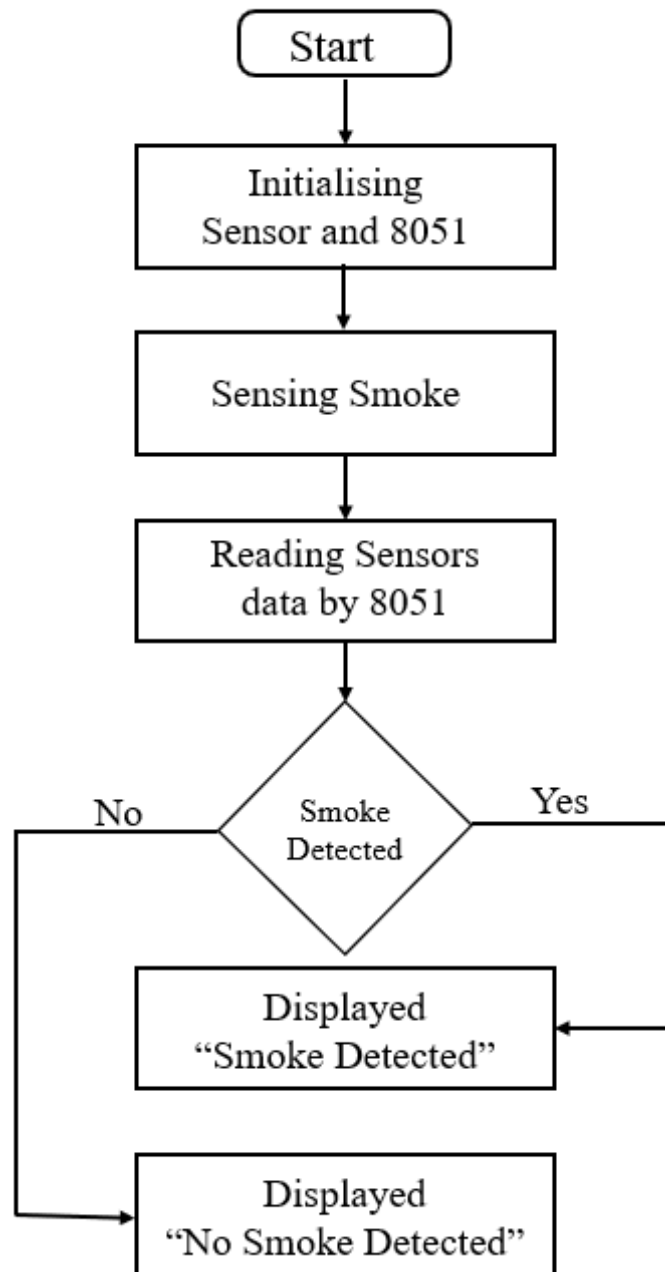 Start
Initialising
Sensor and 8051
Sensing Smoke
Reading Sensors
data by 8051
No
Yes
Smoke
Detected
Displayed
“Smoke Detected”
Displayed
“No Smoke Detected”